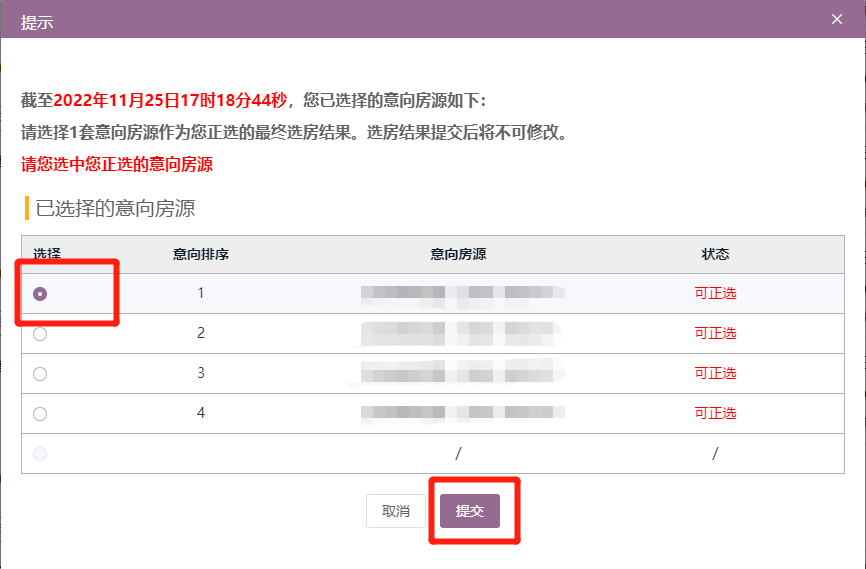 提示
截至2022年11月25日17时18分44秒，您已选择的意向房源如下：
请选择1套意向房源作为您正选的最终选房结果。选房结果提交后将不可修改。
请您选中您正选的意向房源
已选择的意向房源
选择 意向排序 意向房源 状态
1 可正选
2 可正选
3 可正选
4 可正选
/ /
取消 提交